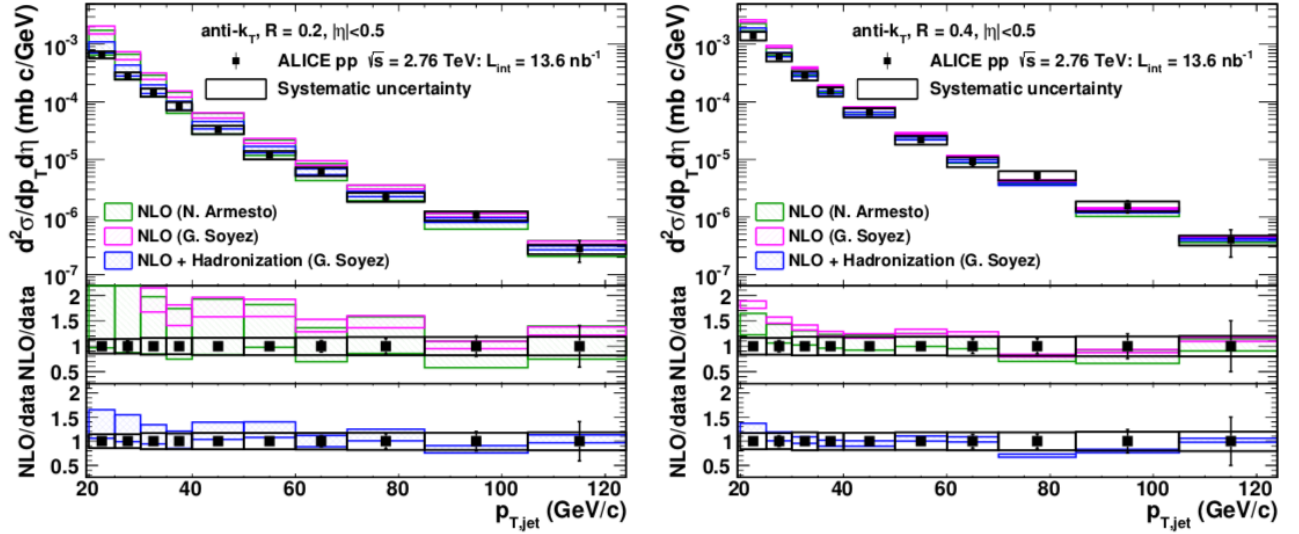 anti-k_T, R = 0.2, |η|<0.5
ALICE pp √s = 2.76 TeV: L_int = 13.6 nb⁻¹
Systematic uncertainty
d²σ/dp_T dη (mb c/GeV)
10⁻³
10⁻⁴
10⁻⁵
10⁻⁶
10⁻⁷
NLO (N. Armesto)
NLO (G. Soyez)
NLO + Hadronization (G. Soyez)
NLO/data
2
1.5
1
0.5
NLO/data
2
1.5
1
0.5
20 40 60 80 100 120
p_T,jet (GeV/c)
anti-k_T, R = 0.4, |η|<0.5
ALICE pp √s = 2.76 TeV: L_int = 13.6 nb⁻¹
Systematic uncertainty
d²σ/dp_T dη (mb c/GeV)
10⁻³
10⁻⁴
10⁻⁵
10⁻⁶
10⁻⁷
NLO (N. Armesto)
NLO (G. Soyez)
NLO + Hadronization (G. Soyez)
NLO/data
2
1.5
1
0.5
NLO/data
2
1.5
1
0.5
20 40 60 80 100 120
p_T,jet (GeV/c)